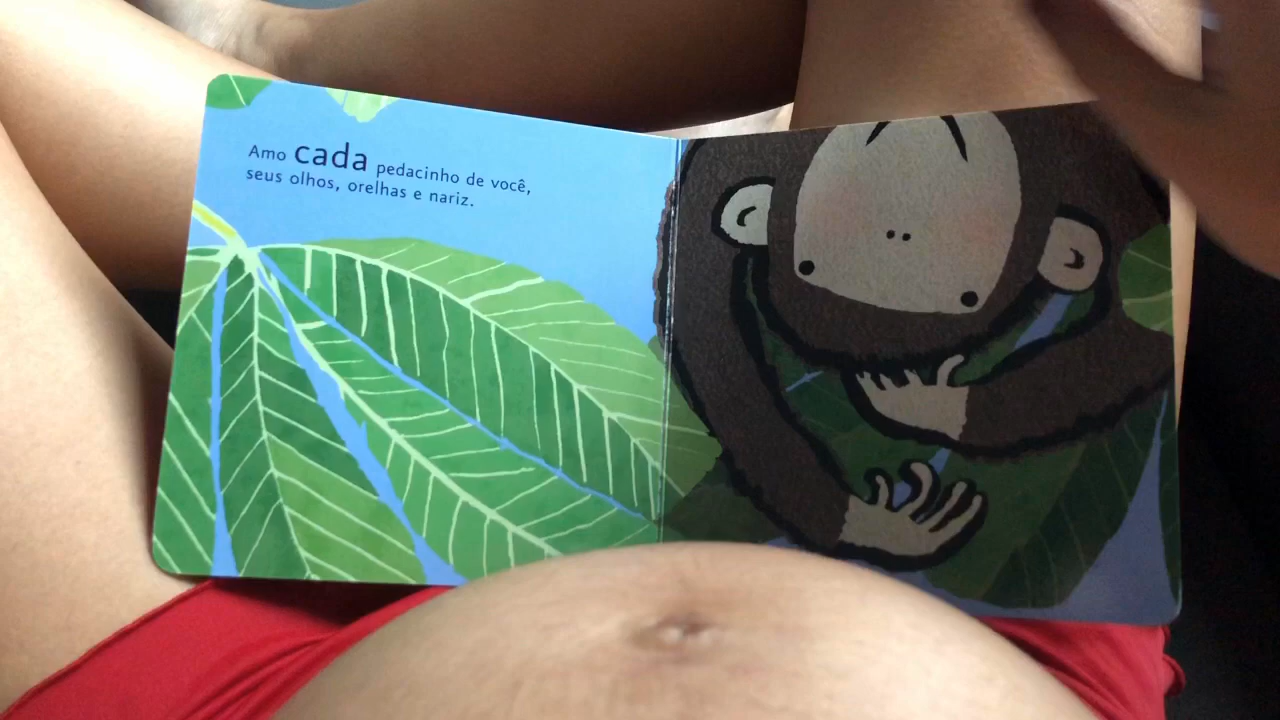 Amo cada pedacinho de você,
seus olhos, orelhas e nariz.